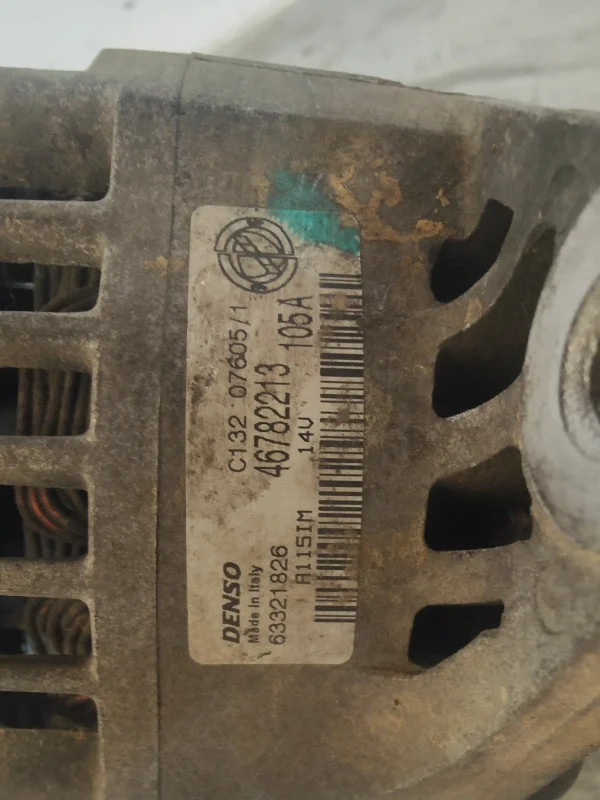 C132 07605/1
DENSO
Made in Italy
46782213 105A
63321826
A115IM 14V